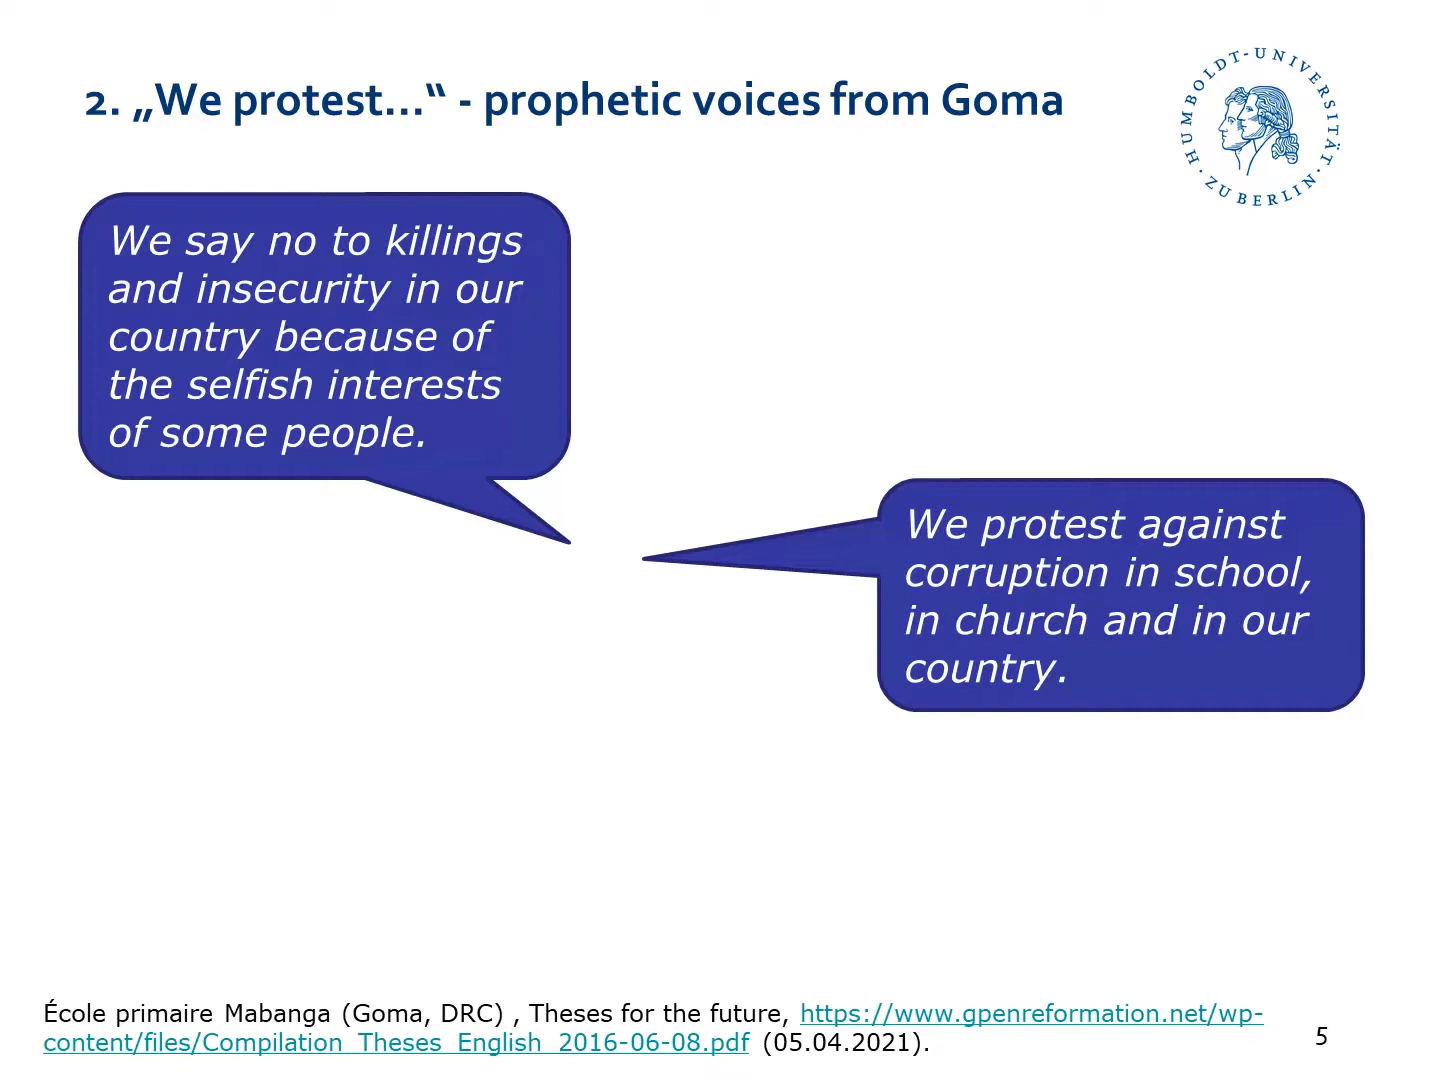 2. „We protest...“ - prophetic voices from Goma
HUMBOLDT-UNIVERSITÄT · ZU BERLIN ·
We say no to killings
and insecurity in our
country because of
the selfish interests
of some people.
We protest against
corruption in school,
in church and in our
country.
École primaire Mabanga (Goma, DRC) , Theses for the future, https://www.gpenreformation.net/wp-
content/files/Compilation_Theses_English_2016-06-08.pdf (05.04.2021).
5